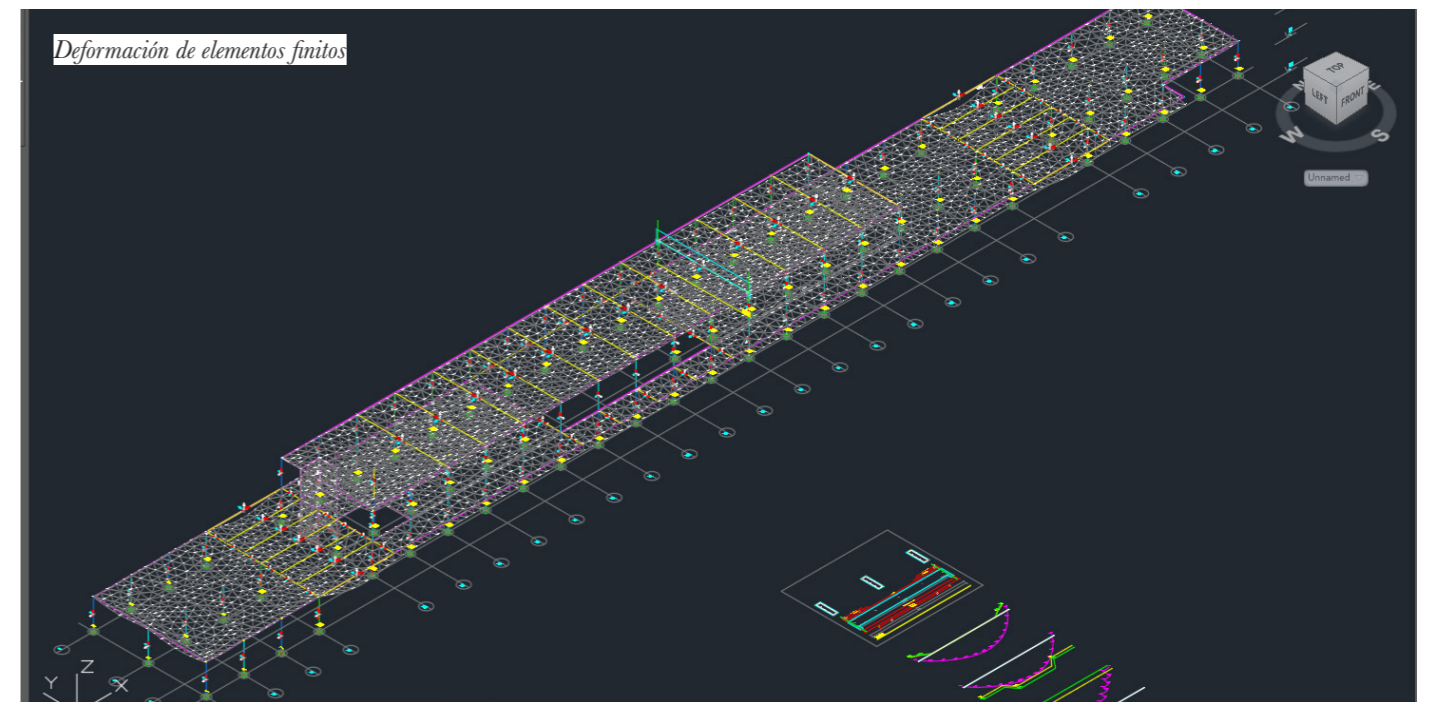 Deformación de elementos finitos
TOP
LEFT
FRONT
W
S
Unnamed
Y
Z
X